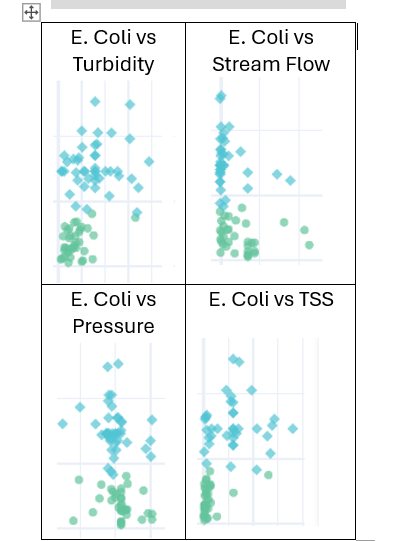 E. Coli vs
Turbidity
E. Coli vs
Stream Flow
E. Coli vs
Pressure
E. Coli vs TSS